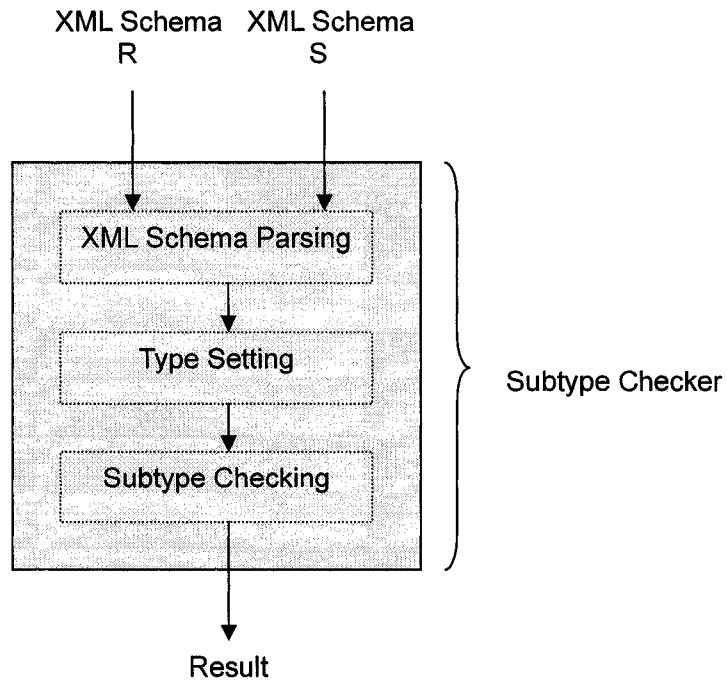 XML Schema
R
XML Schema
S
XML Schema Parsing
Type Setting
Subtype Checking
Subtype Checker
Result